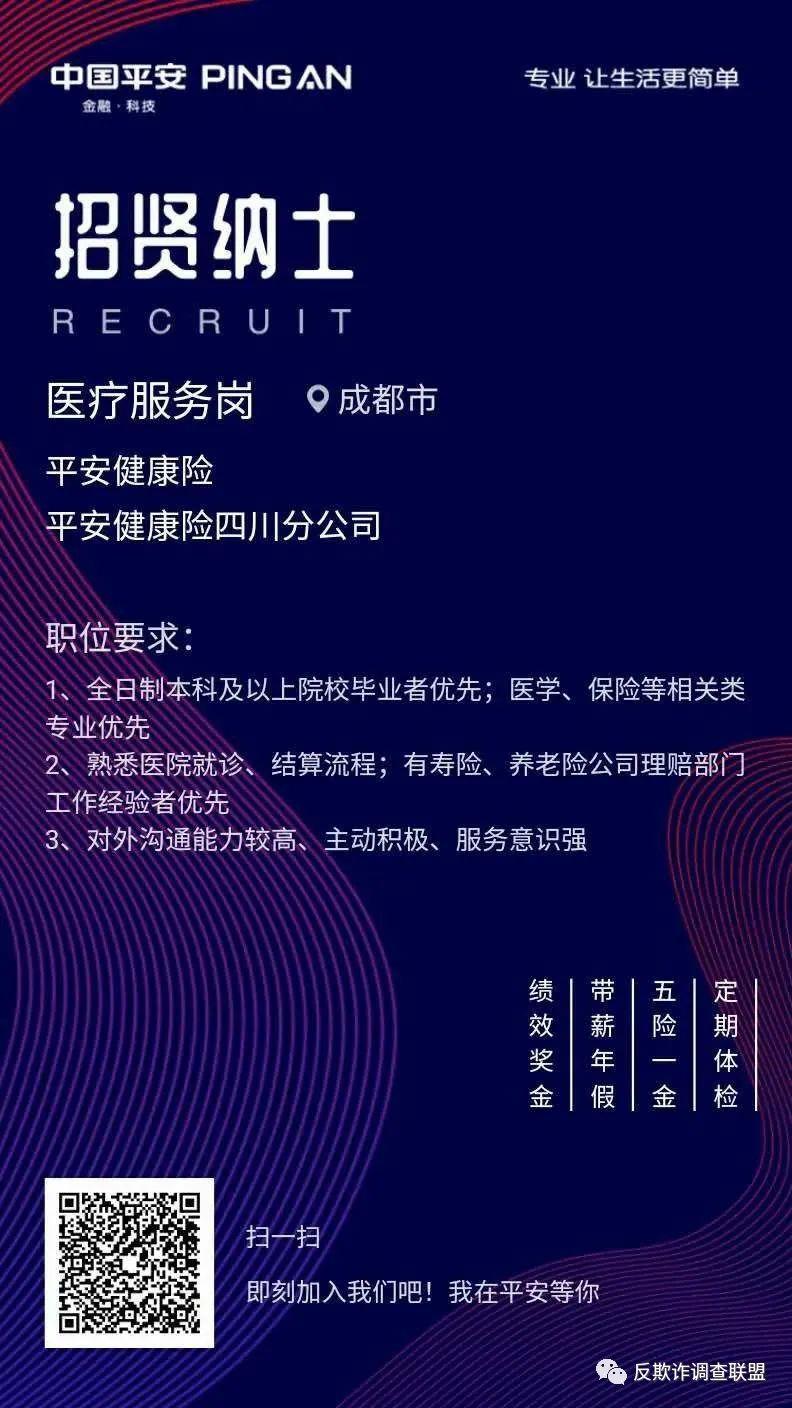 中国平安 PING AN
金融·科技
专业 让生活更简单
招贤纳士
RECRUIT
医疗服务岗
成都市
平安健康险
平安健康险四川分公司
职位要求：
1、全日制本科及以上院校毕业者优先；医学、保险等相关类
专业优先
2、熟悉医院就诊、结算流程；有寿险、养老险公司理赔部门
工作经验者优先
3、对外沟通能力较高、主动积极、服务意识强
绩效奖金
带薪年假
五险一金
定期体检
扫一扫
即刻加入我们吧！我在平安等你
反欺诈调查联盟